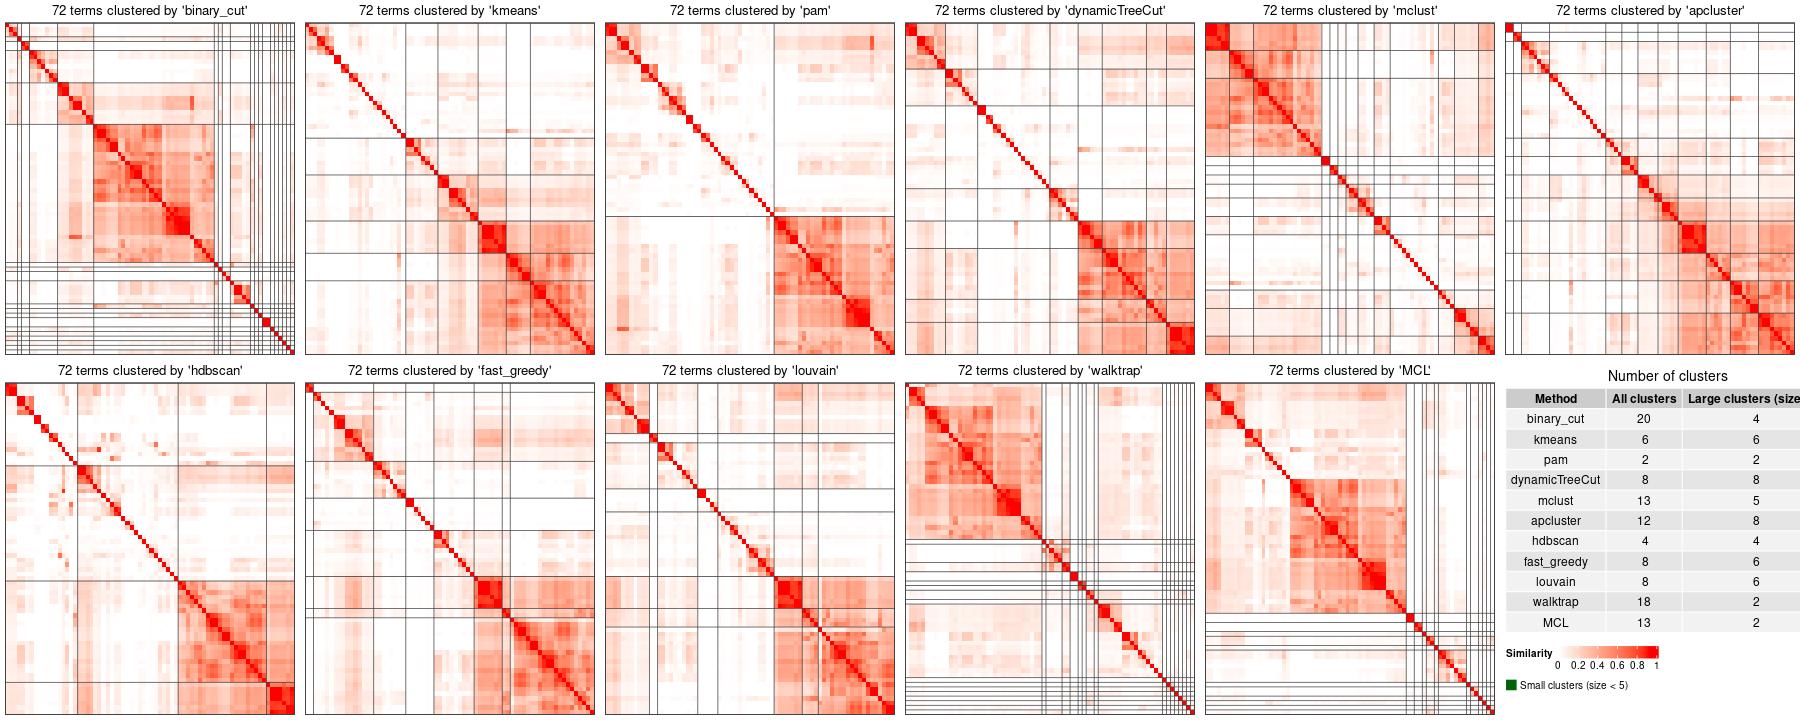 72 terms clustered by 'binary_cut'
72 terms clustered by 'kmeans'
72 terms clustered by 'pam'
72 terms clustered by 'dynamicTreeCut'
72 terms clustered by 'mclust'
72 terms clustered by 'apcluster'
72 terms clustered by 'hdbscan'
72 terms clustered by 'fast_greedy'
72 terms clustered by 'louvain'
72 terms clustered by 'walktrap'
72 terms clustered by 'MCL'
Number of clusters
Method All clusters Large clusters (size
binary_cut 20 4
kmeans 6 6
pam 2 2
dynamicTreeCut 8 8
mclust 13 5
apcluster 12 8
hdbscan 4 4
fast_greedy 8 6
louvain 8 6
walktrap 18 2
MCL 13 2
Similarity
0 0.2 0.4 0.6 0.8 1
Small clusters (size < 5)